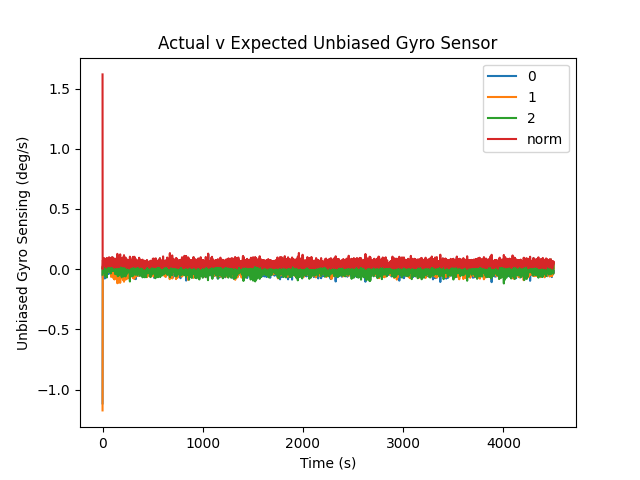 Actual v Expected Unbiased Gyro Sensor
0
1
2
norm
Unbiased Gyro Sensing (deg/s)
1.5
1.0
0.5
0.0
−0.5
−1.0
0 1000 2000 3000 4000
Time (s)